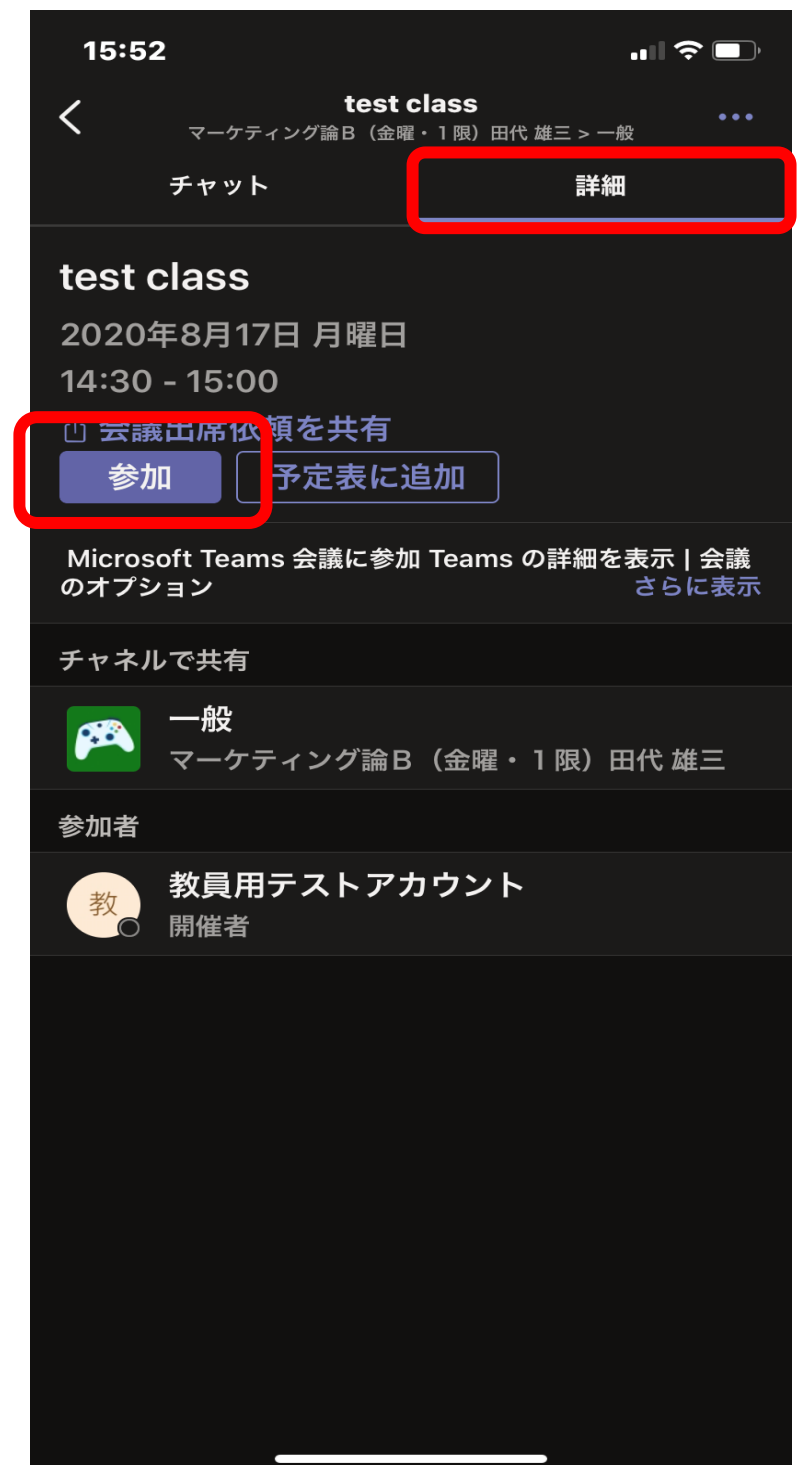 15:52
test class
マーケティング論B（金曜・1限）田代 雄三 > 一般
チャット
詳細
test class
2020年8月17日 月曜日
14:30 - 15:00
会議出席依頼を共有
参加
予定表に追加
Microsoft Teams 会議に参加 Teams の詳細を表示 | 会議
のオプション
さらに表示
チャネルで共有
一般
マーケティング論B（金曜・1限）田代 雄三
参加者
教
教員用テストアカウント
開催者